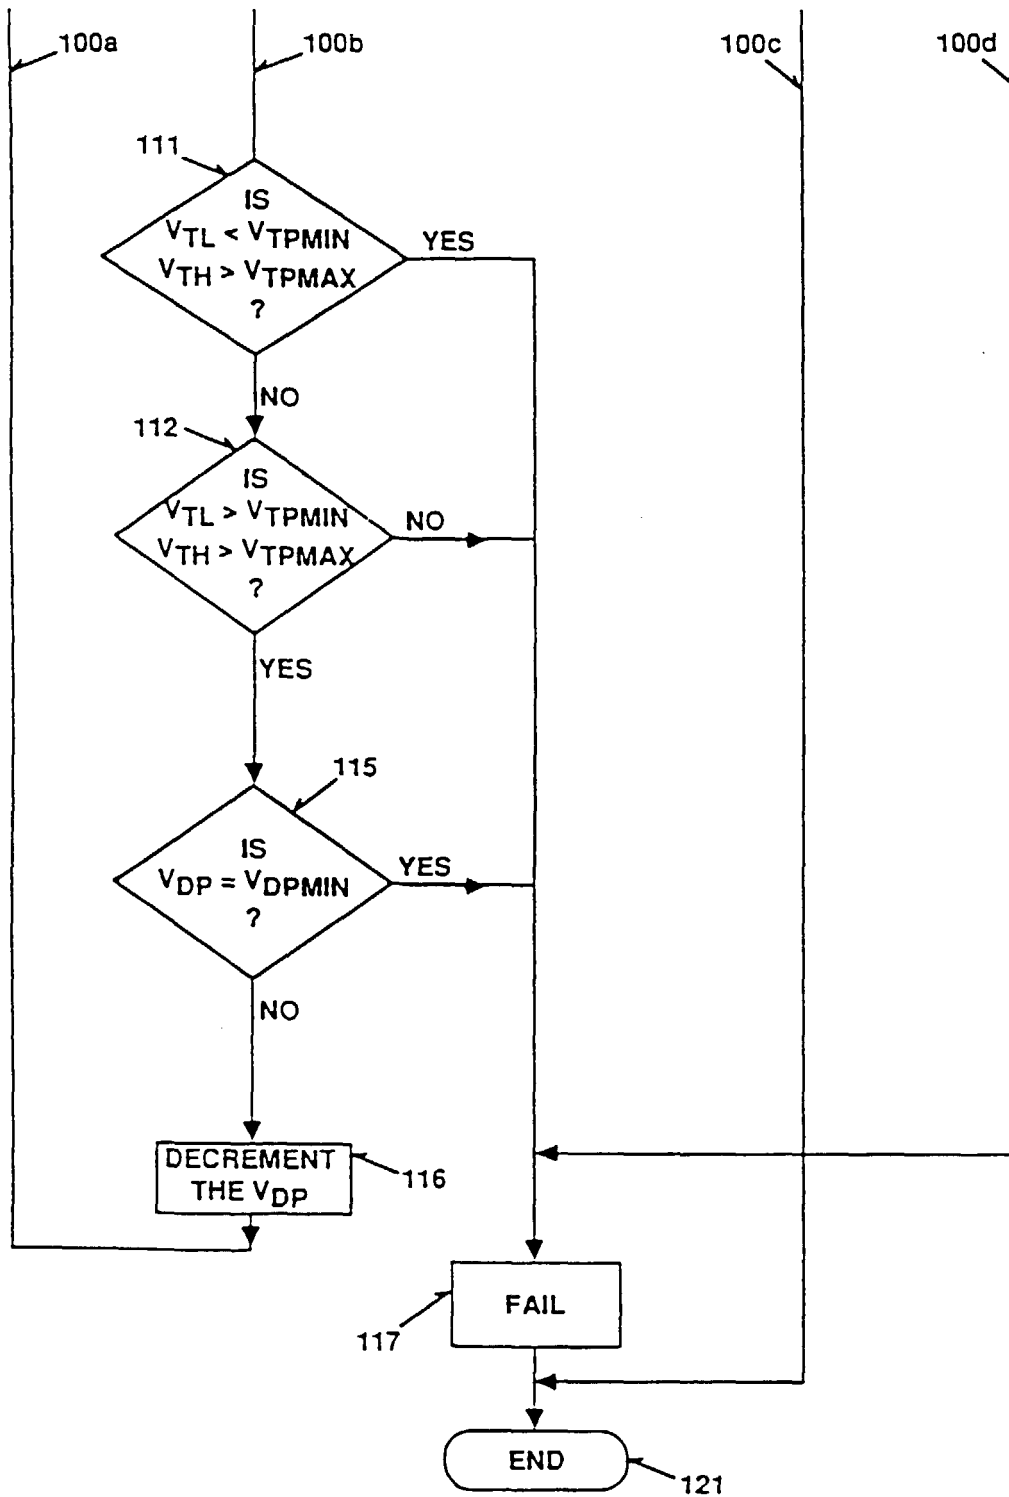 100a
100b
100c
100d
111
IS
VTL < VTPMIN
VTH > VTPMAX
?
YES
NO
112
IS
VTL > VTPMIN
VTH > VTPMAX
?
NO
YES
115
IS
VDP = VDPMIN
?
YES
NO
DECREMENT
THE VDP
116
FAIL
117
END
121